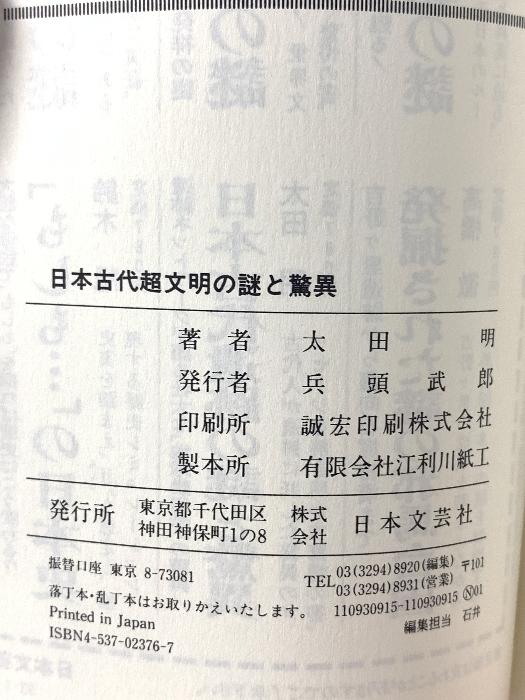 日本古代超文明の謎と驚異
著者 太田 明
発行者 兵頭武郎
印刷所 誠宏印刷株式会社
製本所 有限会社江利川紙工
発行所 東京都千代田区神田神保町1の8 株式会社 日本文芸社
振替口座 東京 8-73081
TEL 03(3294)8920(編集) 〒101
03(3294)8931(営業)
落丁本・乱丁本はお取りかえいたします。
110930915-110930915 Ⓝ01
Printed in Japan
編集担当 石井
ISBN4-537-02376-7